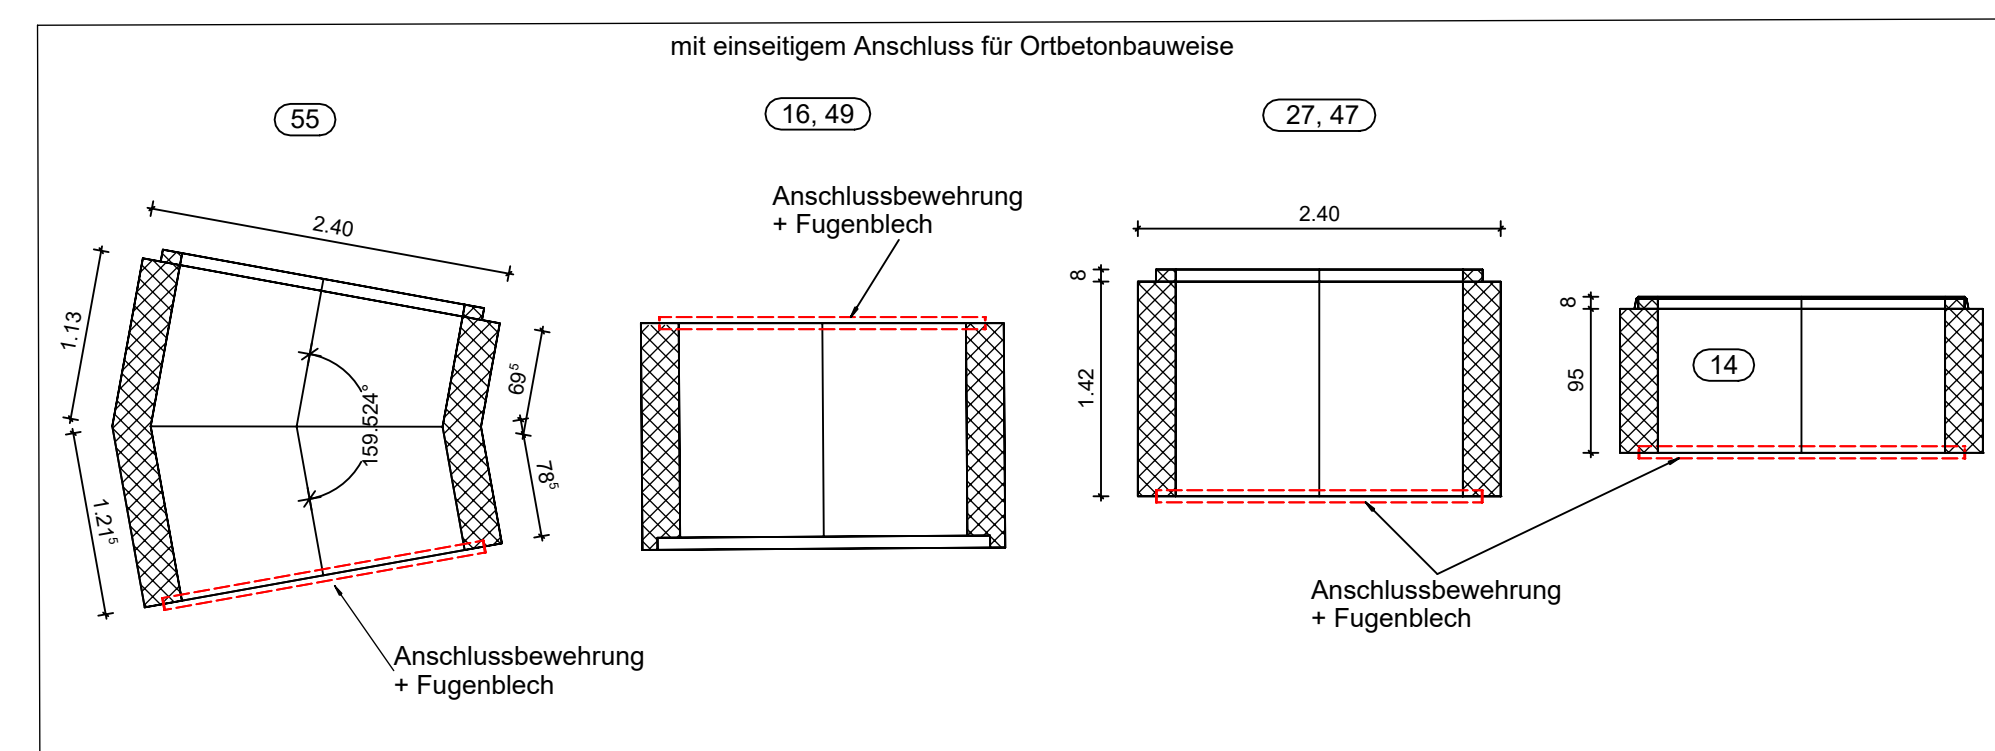 mit einseitigem Anschluss für Ortbetonbauweise
55
16, 49
27, 47
Anschlussbewehrung
+ Fugenblech
2.40
2.40
1.13
8
8
69⁵
159.524°
1.42
95
14
78⁵
1.21⁵
Anschlussbewehrung
+ Fugenblech
Anschlussbewehrung
+ Fugenblech